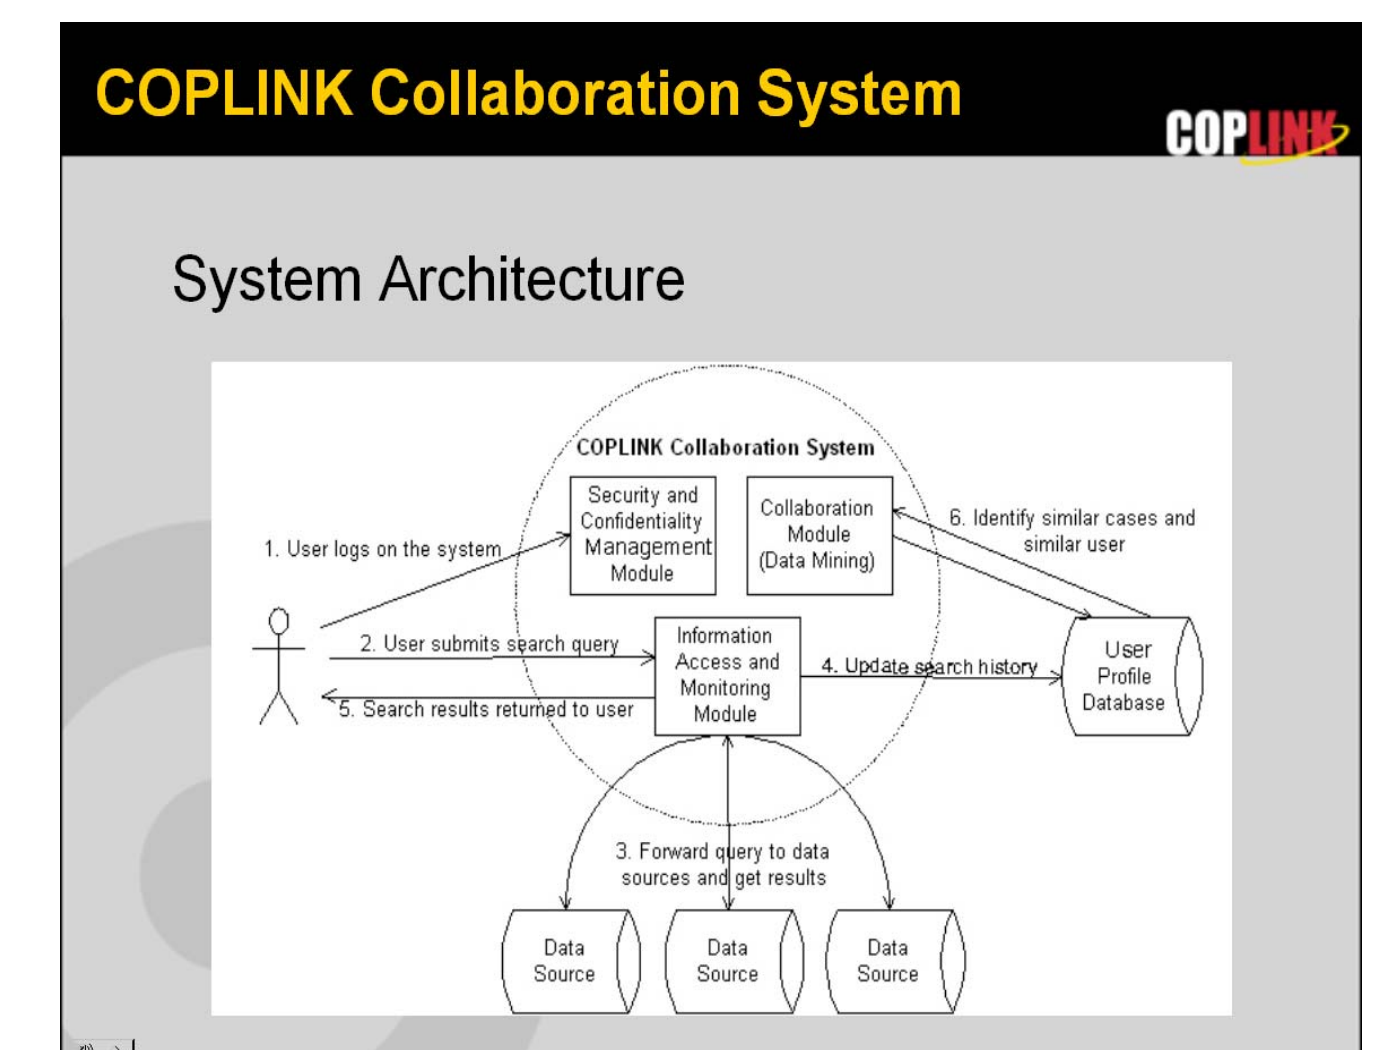 COPLINK Collaboration System
COPLINK
System Architecture
COPLINK Collaboration System
Security and
Confidentiality
Management
Module
Collaboration
Module
(Data Mining)
6. Identify similar cases and
similar user
1. User logs on the system
2. User submits search query
Information
Access and
Monitoring
Module
4. Update search history
User
Profile
Database
5. Search results returned to user
3. Forward query to data
sources and get results
Data
Source
Data
Source
Data
Source